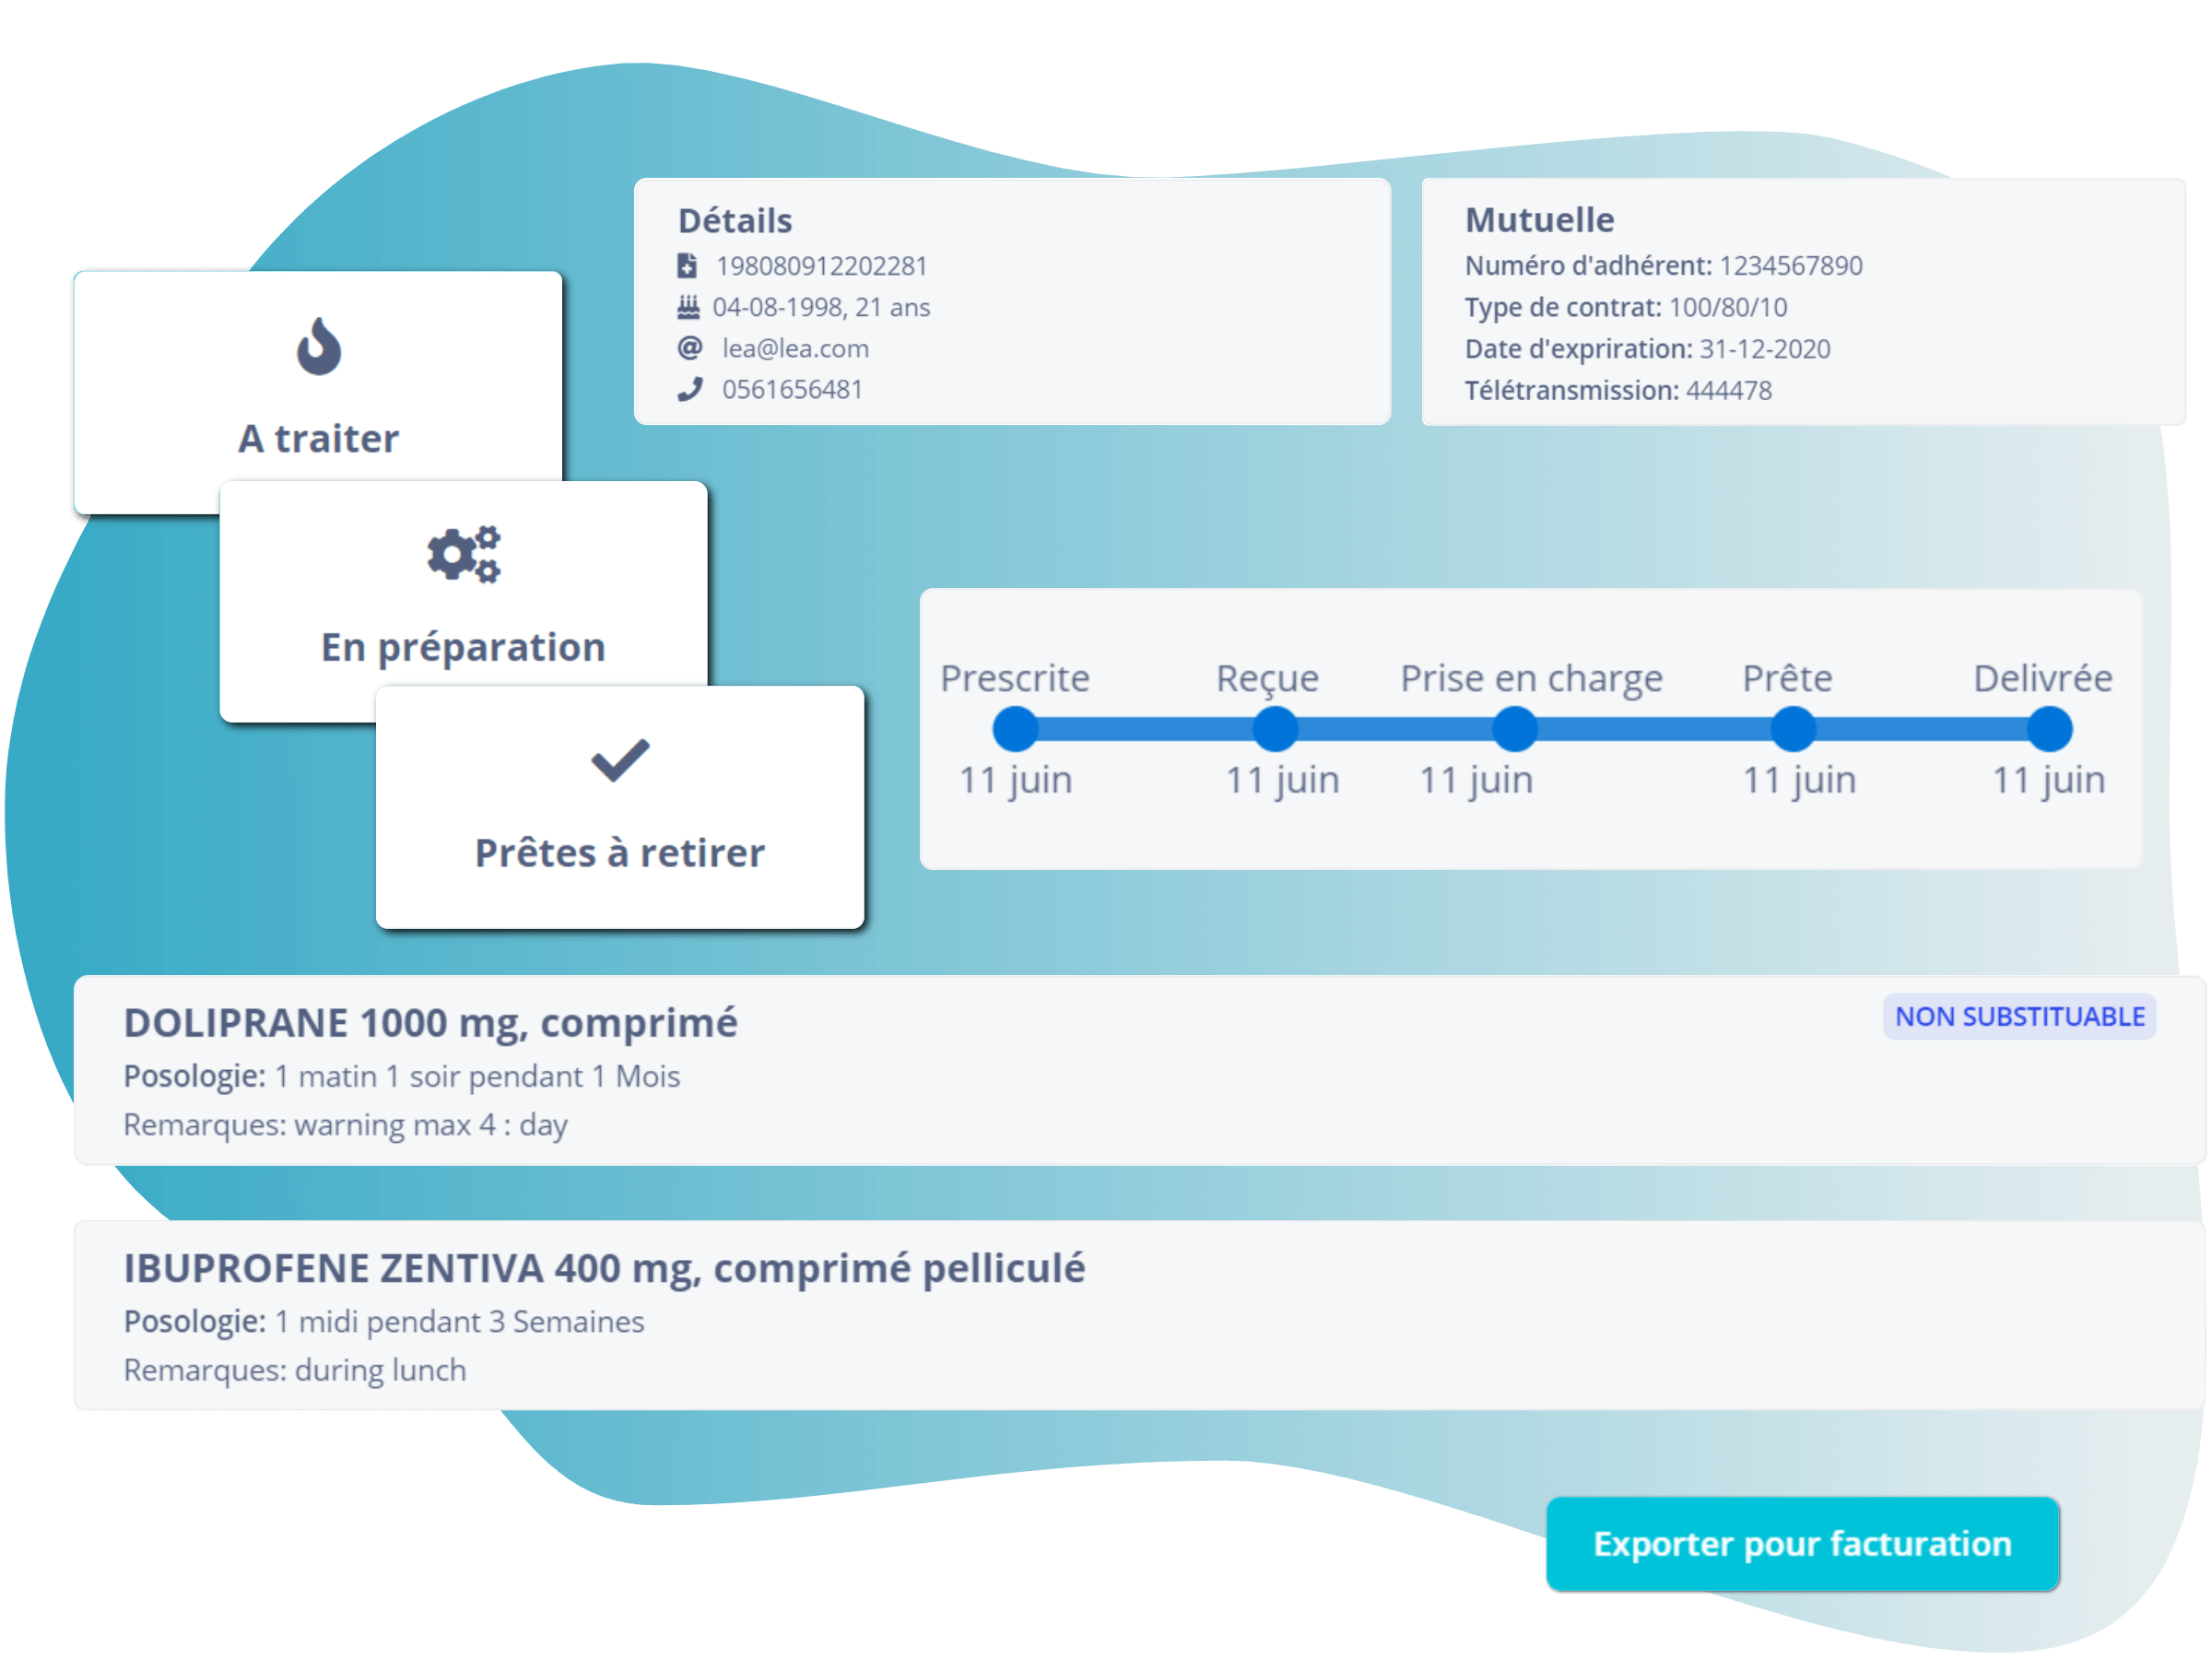 Détails
198080912202281
04-08-1998, 21 ans
lea@lea.com
0561656481
Mutuelle
Numéro d'adhérent: 1234567890
Type de contrat: 100/80/10
Date d'expriration: 31-12-2020
Télétransmission: 444478
A traiter
En préparation
Prêtes à retirer
Prescrite Reçue Prise en charge Prête Delivrée
11 juin 11 juin 11 juin 11 juin 11 juin
DOLIPRANE 1000 mg, comprimé
NON SUBSTITUABLE
Posologie: 1 matin 1 soir pendant 1 Mois
Remarques: warning max 4 : day
IBUPROFENE ZENTIVA 400 mg, comprimé pelliculé
Posologie: 1 midi pendant 3 Semaines
Remarques: during lunch
Exporter pour facturation